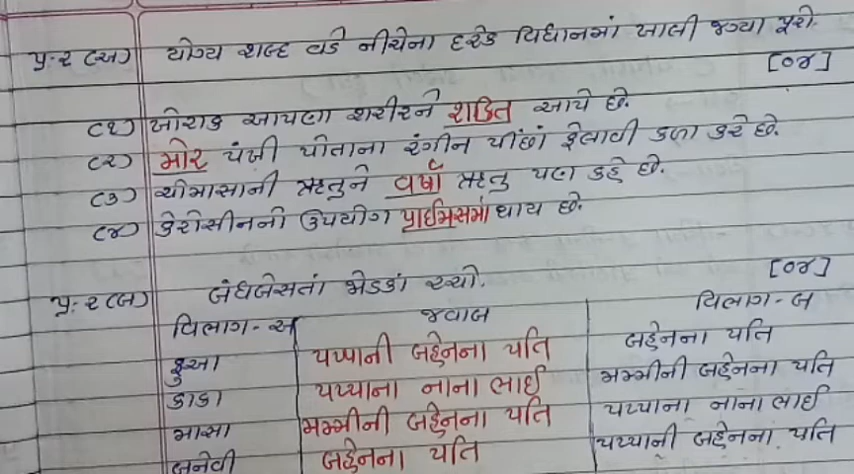 પ્ર:૨ (અ) યોગ્ય શબ્દ વડે નીચેના દરેક વિધાનમાં ખાલી જગ્યા પૂરો.
[૦૪]
(૧) ખોરાક આપણા શરીરને શક્તિ આપે છે.
(૨) મોર પંખી પોતાના રંગીન પીંછાં ફેલાવી કળા કરે છે.
(૩) ચોમાસાની ઋતુને વર્ષા ઋતુ પણ કહે છે.
(૪) કેરોસીનનો ઉપયોગ પ્રાઈમસમાં થાય છે.
પ્ર:૨ (બ) બંધબેસતાં જોડકાં રચો. [૦૪]
વિભાગ-અ જવાબ વિભાગ-બ
ફુઆ પપ્પાની બહેનના પતિ બહેનના પતિ
કાકા પપ્પાના નાના ભાઈ મમ્મીની બહેનના પતિ
માસા મમ્મીની બહેનના પતિ પપ્પાના નાના ભાઈ
બનેવી બહેનના પતિ પપ્પાની બહેનના પતિ